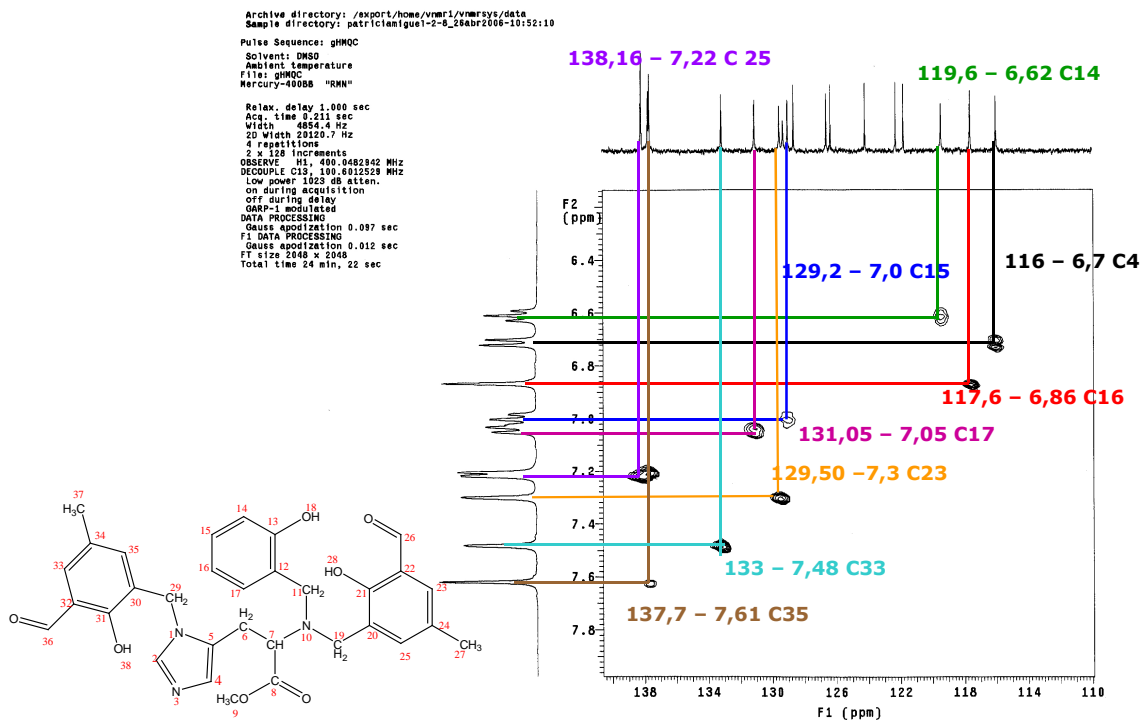 Archive directory: /export/home/vnmr1/vnmrsys/data
Sample directory: patriciamiguel-2-B_26abr2006-10:52:10
Pulse Sequence: gHMQC
Solvent: DMSO
Ambient temperature
File: gHMQC
Mercury-400BB "RMN"
Relax. delay 1.000 sec
Acq. time 0.211 sec
Width 4854.4 Hz
2D Width 20120.7 Hz
4 repetitions
2 x 128 increments
OBSERVE H1, 400.0482942 MHz
DECOUPLE C13, 100.6012529 MHz
Low power 1023 dB atten.
on during acquisition
off during delay
GARP-1 modulated
DATA PROCESSING
Gauss apodization 0.097 sec
F1 DATA PROCESSING
Gauss apodization 0.012 sec
FT size 2048 x 2048
Total time 24 min, 22 sec
138,16 – 7,22 C 25
119,6 – 6,62 C14
F2
(ppm)
129,2 – 7,0 C15
116 – 6,7 C4
117,6 – 6,86 C16
131,05 – 7,05 C17
129,50 –7,3 C23
133 – 7,48 C33
137,7 – 7,61 C35
6.4
6.6
6.8
7.0
7.2
7.4
7.6
7.8
138
134
130
126
122
118
114
110
F1 (ppm)
37
H3C
34
33
35
32
30
29
CH2
31
36
O
OH
38
1
N
2
N
3
4
5
H2
C
6
7
14
13
18
OH
15
16
17
12
11
CH2
N
10
19
C
H2
O
26
28
HO
22
21
23
20
24
25
CH3
27
H3C
O
9
8
O